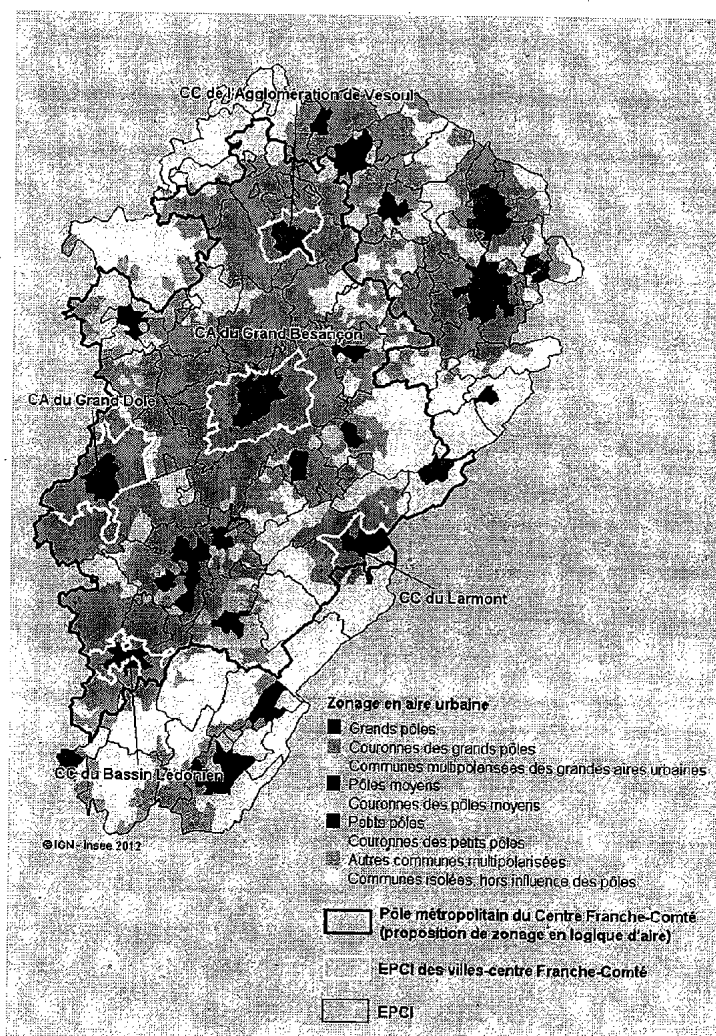 CC de l'Agglomération de Vesoul
CA du Grand Besançon
CA du Grand Dole
CC du Larmont
CC du Bassin Lédonien
© IGN - Insee 2012
Zonage en aire urbaine
Grands pôles
Couronnes des grands pôles
Communes multipolarisées des grandes aires urbaines
Pôles moyens
Couronnes des pôles moyens
Petits pôles
Couronnes des petits pôles
Autres communes multipolarisées
Communes isolées, hors influence des pôles
Pôle métropolitain du Centre Franche-Comté
(proposition de zonage en logique d'aire)
EPCI des villes-centre Franche-Comté
EPCI